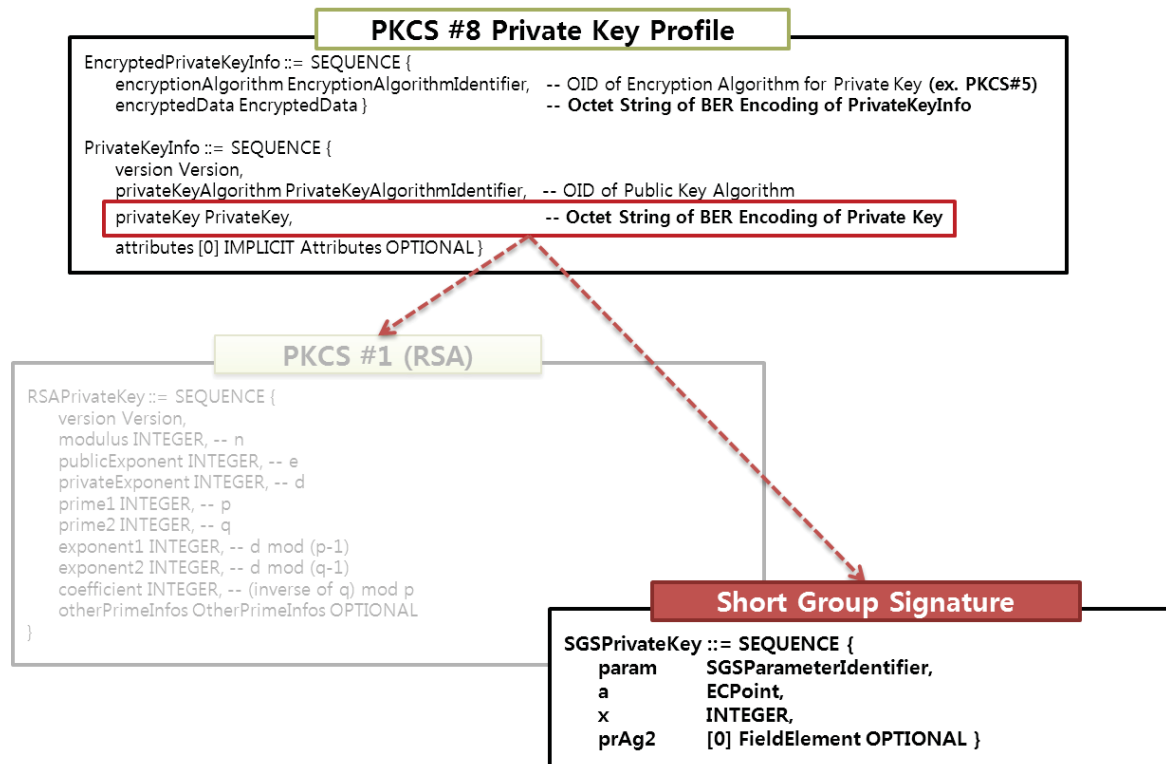 PKCS #8 Private Key Profile
EncryptedPrivateKeyInfo ::= SEQUENCE {
encryptionAlgorithm EncryptionAlgorithmIdentifier, -- OID of Encryption Algorithm for Private Key (ex. PKCS#5)
encryptedData EncryptedData } -- Octet String of BER Encoding of PrivateKeyInfo
PrivateKeyInfo ::= SEQUENCE {
version Version,
privateKeyAlgorithm PrivateKeyAlgorithmIdentifier, -- OID of Public Key Algorithm
privateKey PrivateKey, -- Octet String of BER Encoding of Private Key
attributes [0] IMPLICIT Attributes OPTIONAL }
PKCS #1 (RSA)
RSAPrivateKey ::= SEQUENCE {
version Version,
modulus INTEGER, -- n
publicExponent INTEGER, -- e
privateExponent INTEGER, -- d
prime1 INTEGER, -- p
prime2 INTEGER, -- q
exponent1 INTEGER, -- d mod (p-1)
exponent2 INTEGER, -- d mod (q-1)
coefficient INTEGER, -- (inverse of q) mod p
otherPrimeInfos OtherPrimeInfos OPTIONAL
}
Short Group Signature
SGSPrivateKey ::= SEQUENCE {
param SGSParameterIdentifier,
a ECPoint,
x INTEGER,
prAg2 [0] FieldElement OPTIONAL }